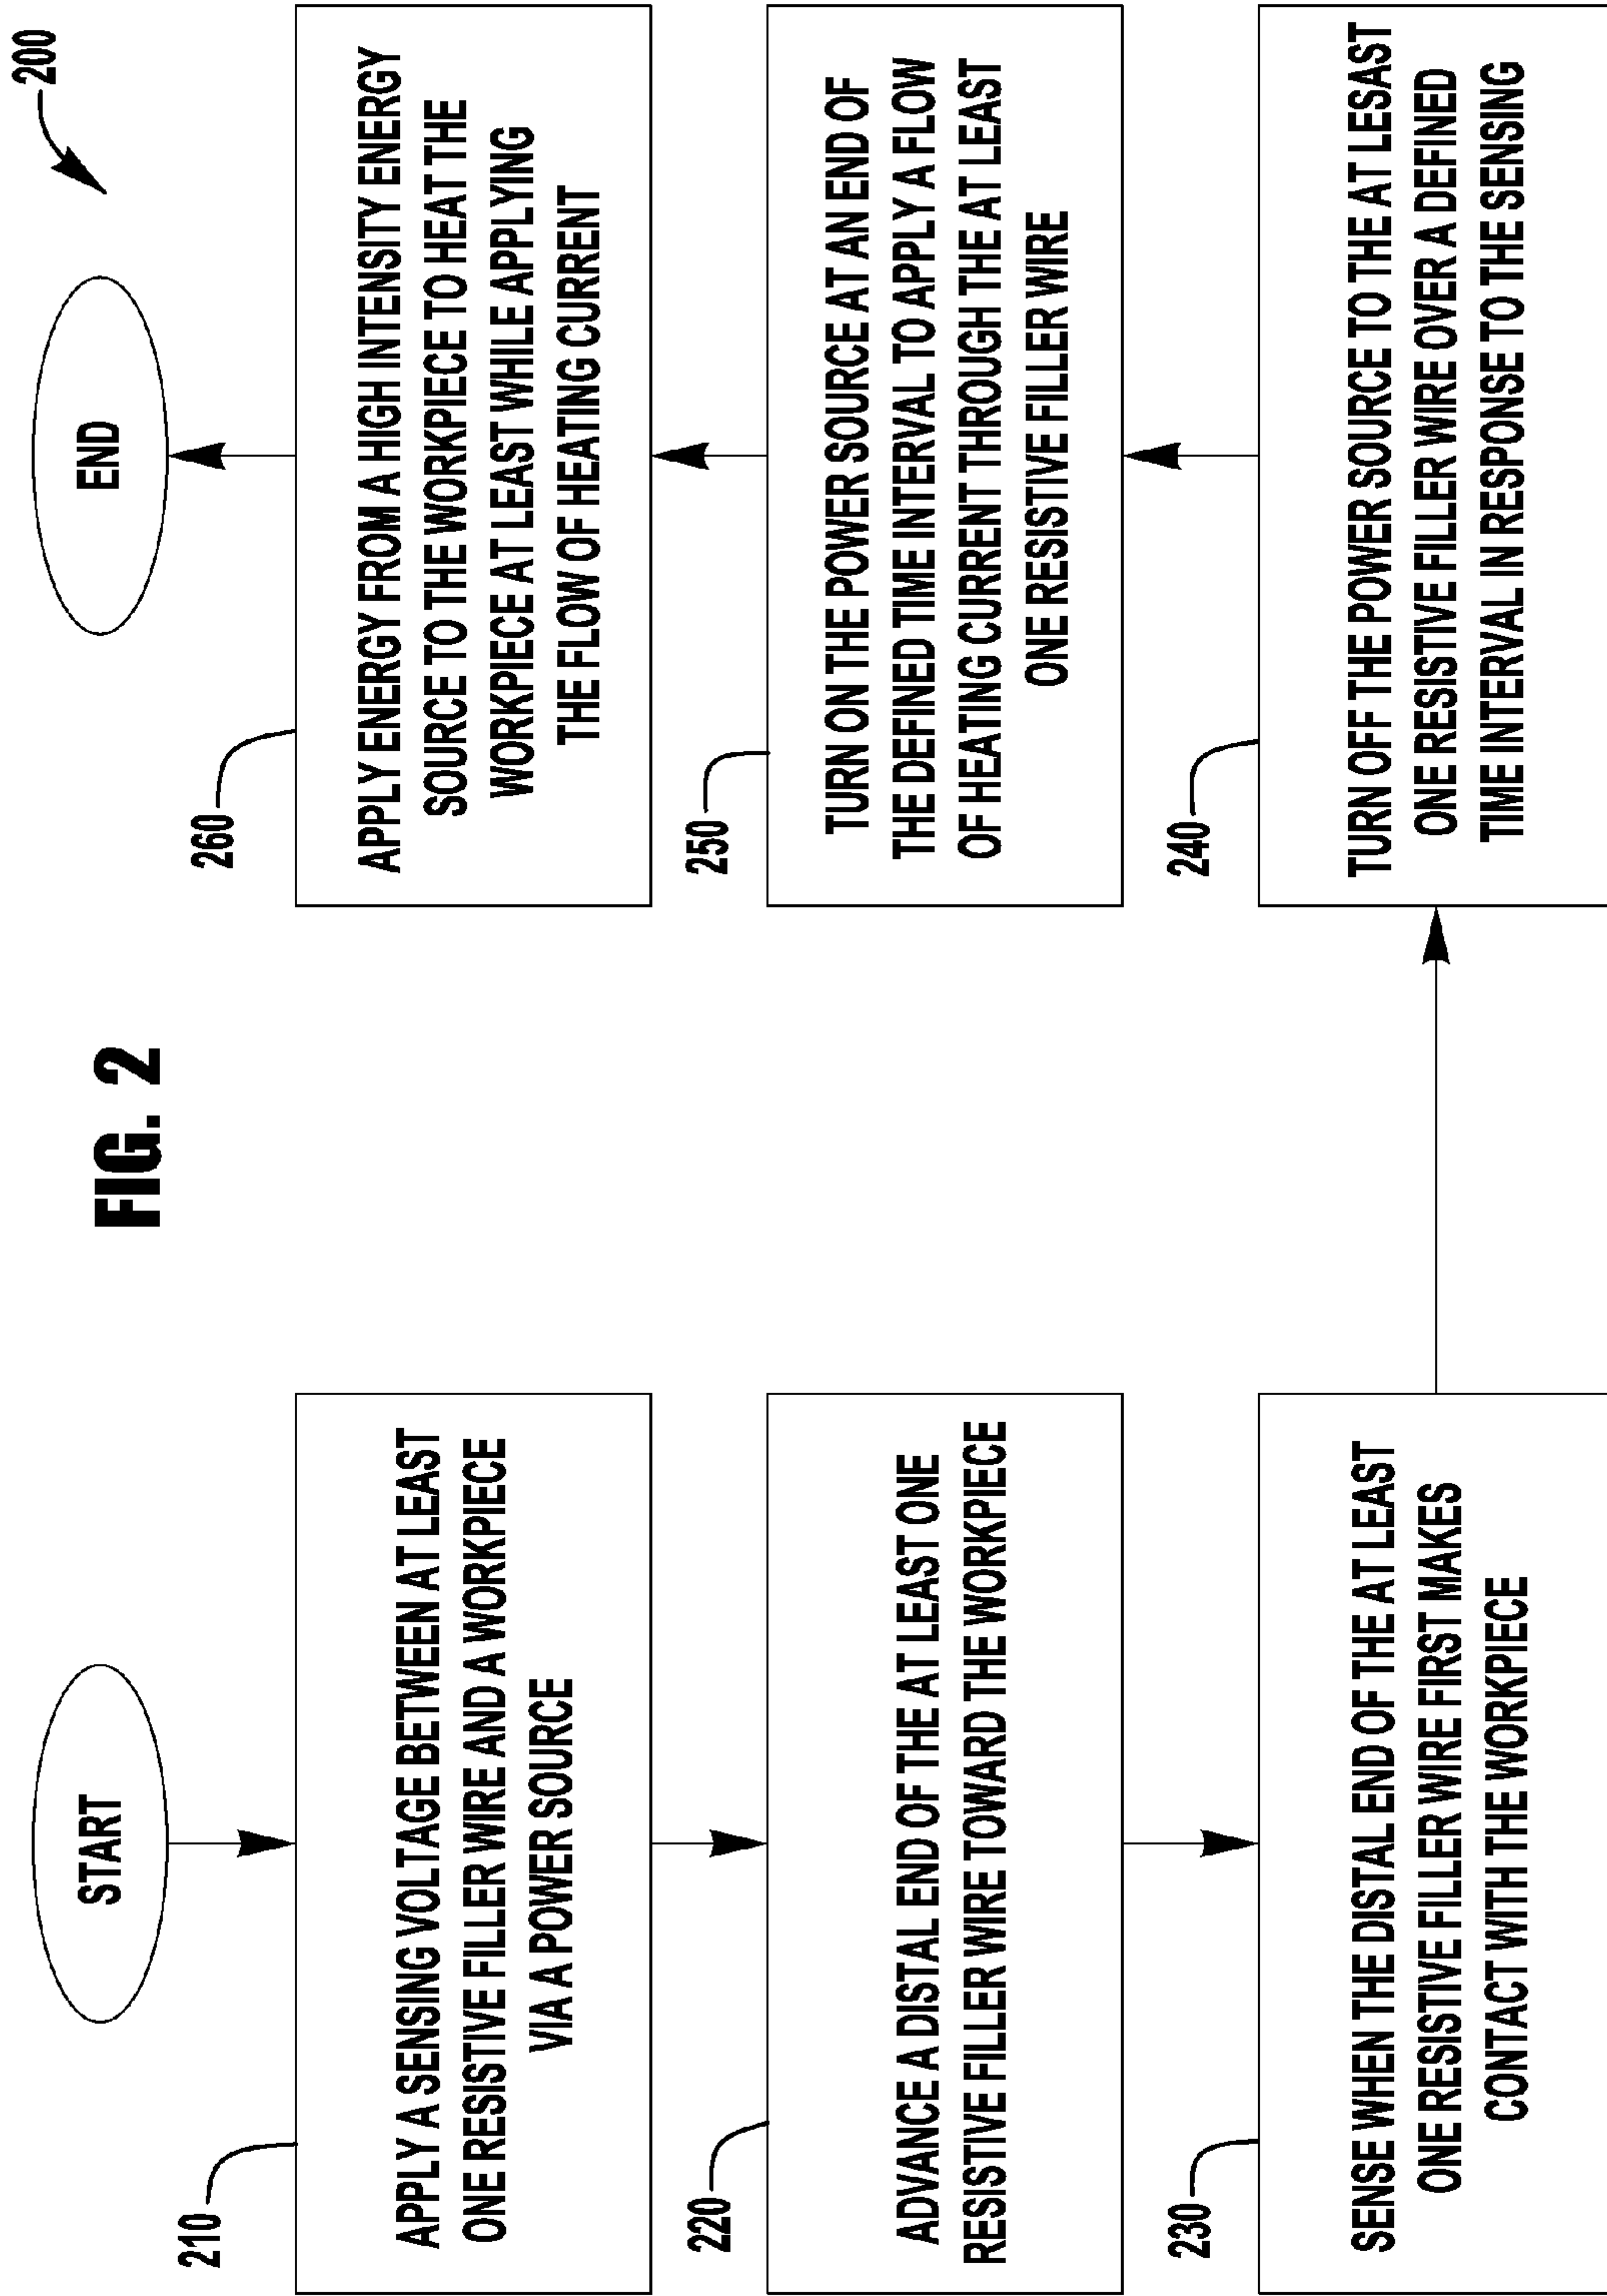 FIG. 2
200
START
210
APPLY A SENSING VOLTAGE BETWEEN AT LEAST
ONE RESISTIVE FILLER WIRE AND A WORKPIECE
VIA A POWER SOURCE
220
ADVANCE A DISTAL END OF THE AT LEAST ONE
RESISTIVE FILLER WIRE TOWARD THE WORKPIECE
230
SENSE WHEN THE DISTAL END OF THE AT LEAST
ONE RESISTIVE FILLER WIRE FIRST MAKES
CONTACT WITH THE WORKPIECE
240
TURN OFF THE POWER SOURCE TO THE AT LESAST
ONE RESISTIVE FILLER WIRE OVER A DEFINED
TIME INTERVAL IN RESPONSE TO THE SENSING
250
TURN ON THE POWER SOURCE AT AN END OF
THE DEFINED TIME INTERVAL TO APPLY A FLOW
OF HEATING CURRENT THROUGH THE AT LEAST
ONE RESISTIVE FILLER WIRE
260
APPLY ENERGY FROM A HIGH INTENSITY ENERGY
SOURCE TO THE WORKPIECE TO HEAT THE
WORKPIECE AT LEAST WHILE APPLYING
THE FLOW OF HEATING CURRENT
END